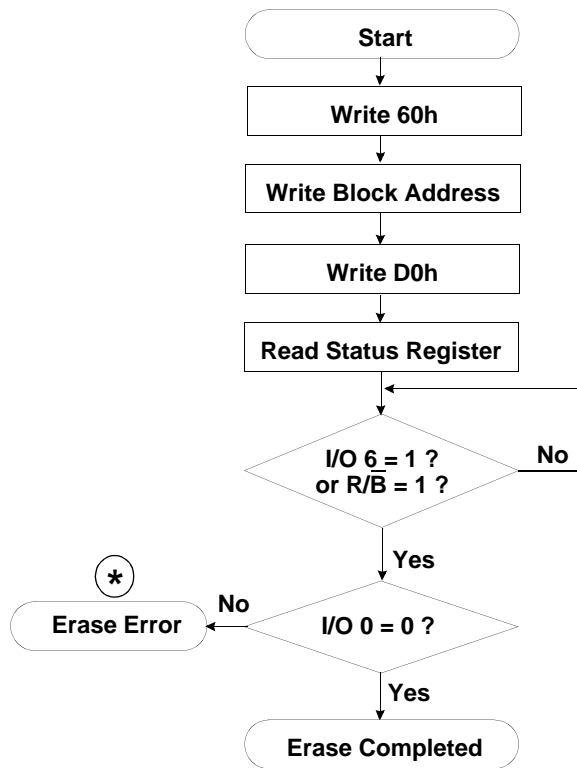 Start
Write 60h
Write Block Address
Write D0h
Read Status Register
I/O 6 = 1 ?
or R/B̅ = 1 ?
No
Yes
*
No
Erase Error
I/O 0 = 0 ?
Yes
Erase Completed